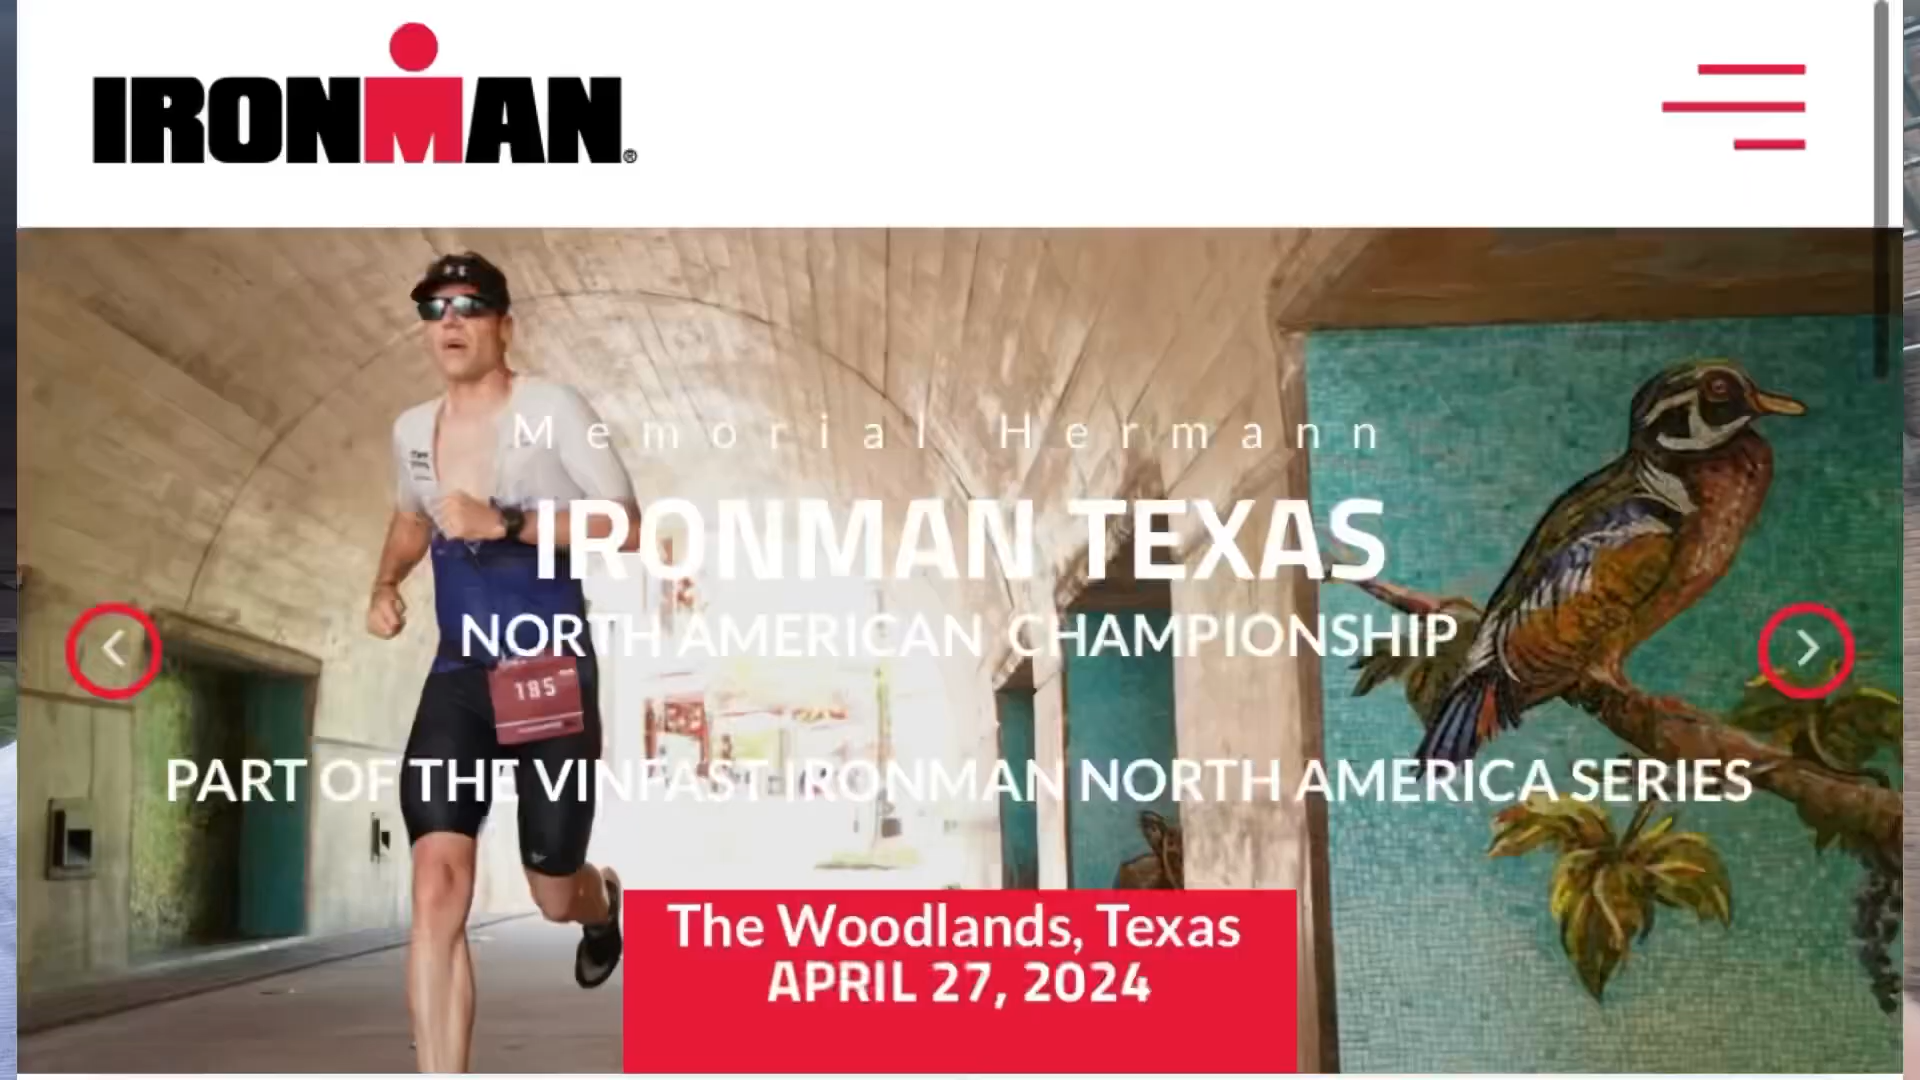 IRONMAN®
Memorial Hermann
IRONMAN TEXAS
NORTH AMERICAN CHAMPIONSHIP
185
PART OF THE VINFAST IRONMAN NORTH AMERICA SERIES
The Woodlands, Texas
APRIL 27, 2024